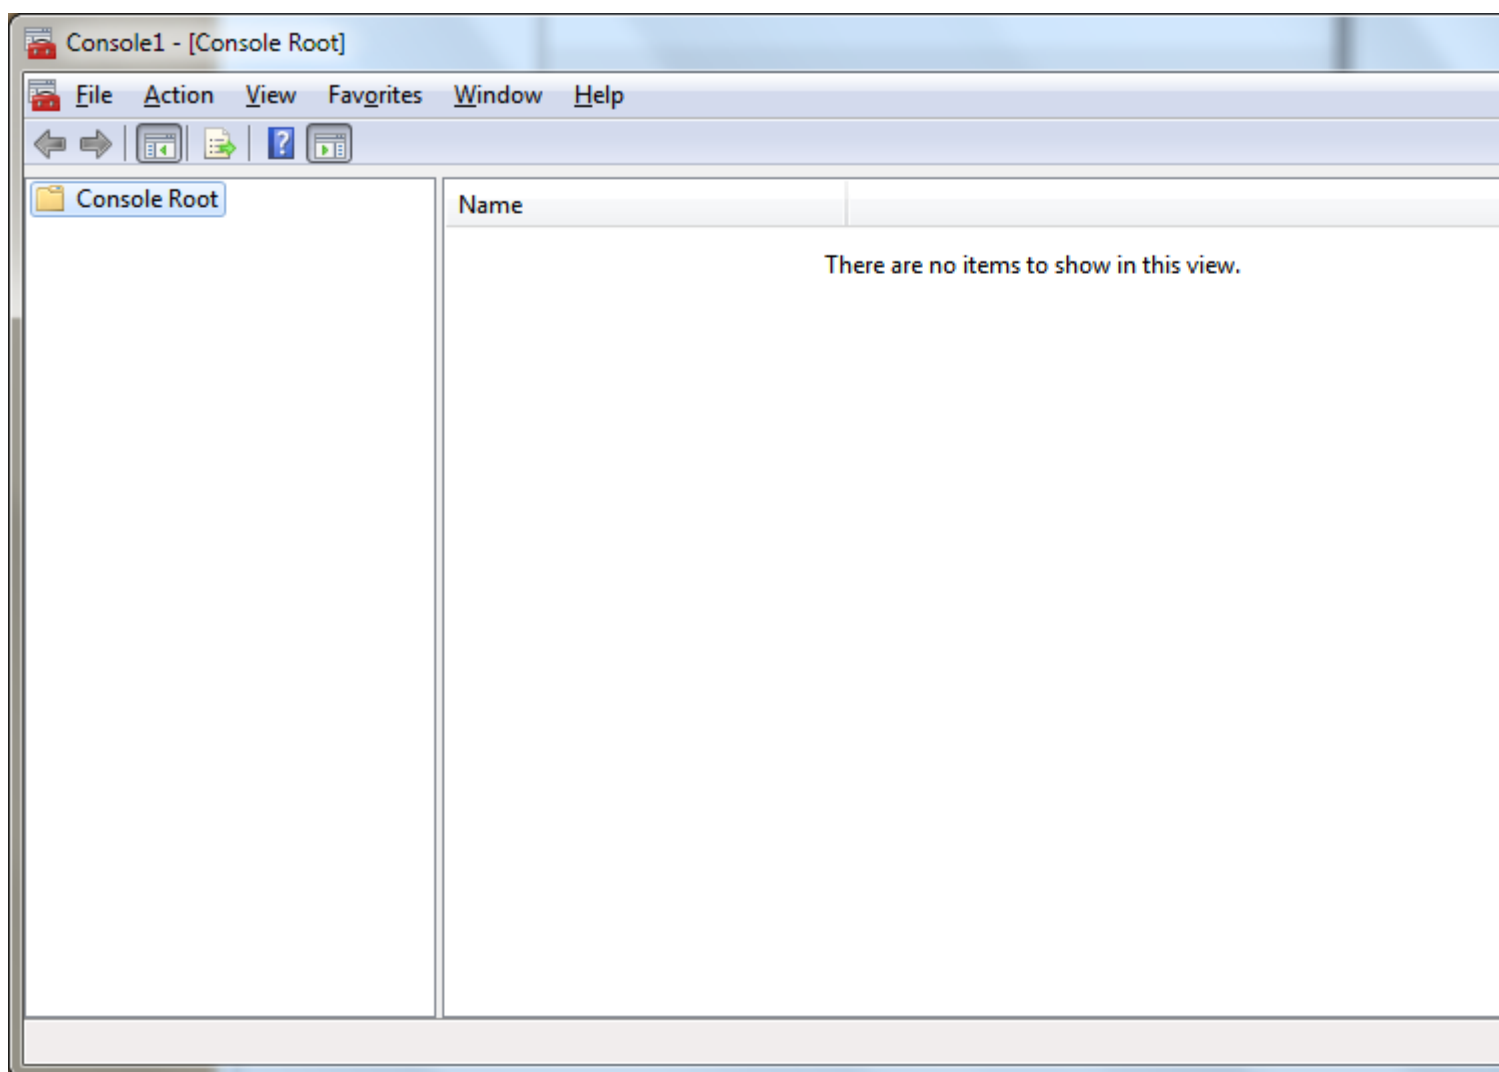 Console1 - [Console Root]
File Action View Favorites Window Help
Console Root
Name
There are no items to show in this view.